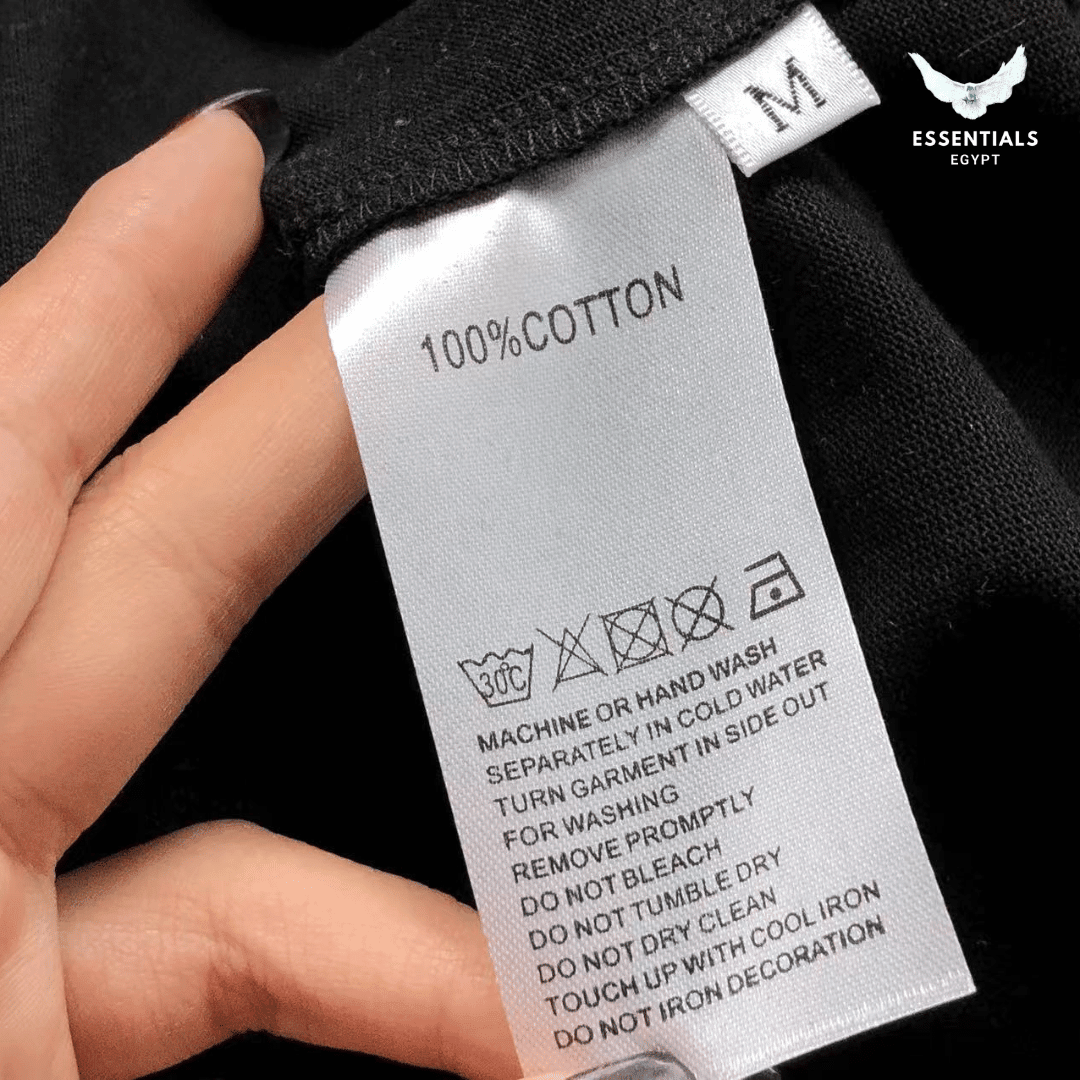 M
ESSENTIALS
EGYPT
100%COTTON
30°C
MACHINE OR HAND WASH
SEPARATELY IN COLD WATER
TURN GARMENT IN SIDE OUT
FOR WASHING
REMOVE PROMPTLY
DO NOT BLEACH
DO NOT TUMBLE DRY
DO NOT DRY CLEAN
TOUCH UP WITH COOL IRON
DO NOT IRON DECORATION